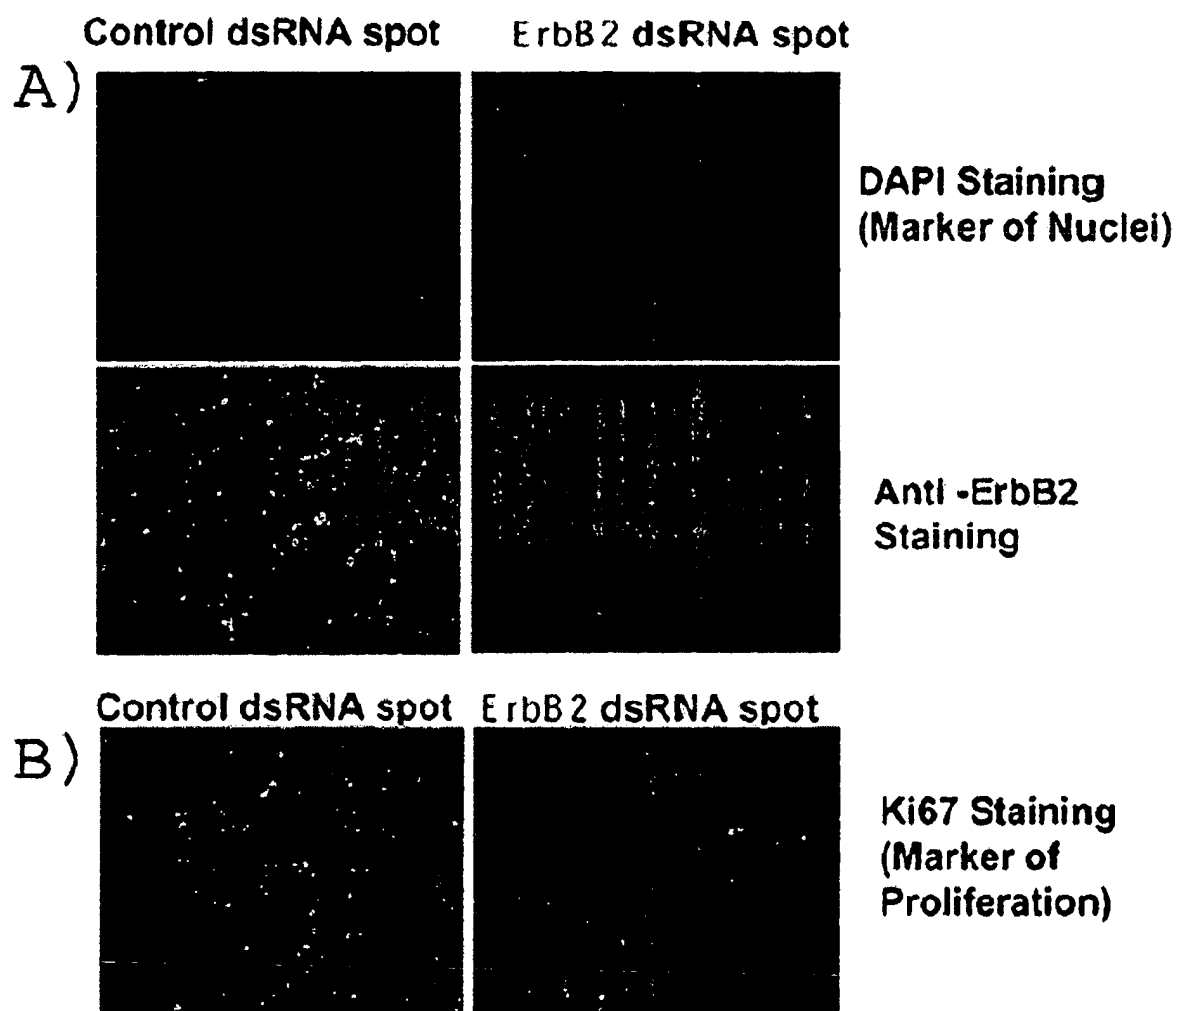 Control dsRNA spot ErbB2 dsRNA spot
A)
DAPI Staining
(Marker of Nuclei)
Anti -ErbB2
Staining
Control dsRNA spot ErbB2 dsRNA spot
B)
Ki67 Staining
(Marker of
Proliferation)